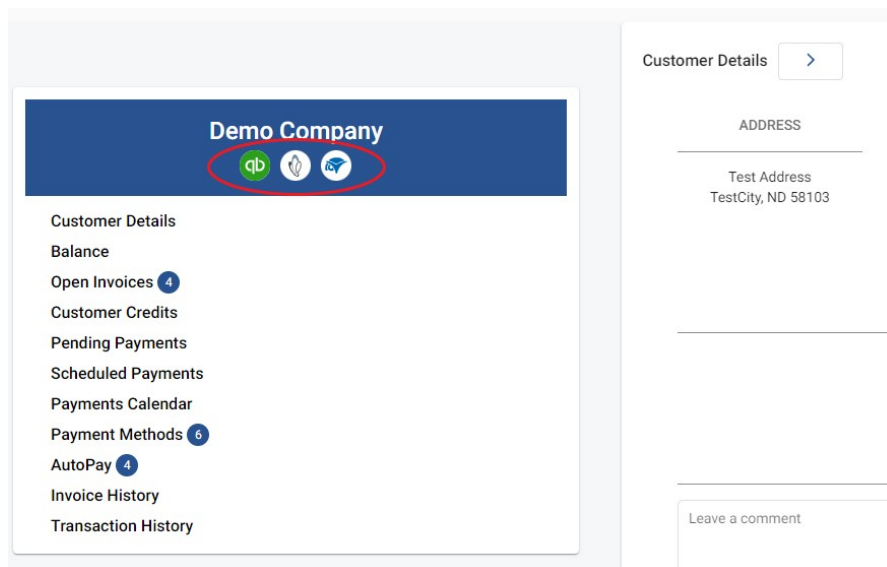 Demo Company
qb
Customer Details
Balance
Open Invoices 4
Customer Credits
Pending Payments
Scheduled Payments
Payments Calendar
Payment Methods 6
AutoPay 4
Invoice History
Transaction History
Customer Details >
ADDRESS
Test Address
TestCity, ND 58103
Leave a comment